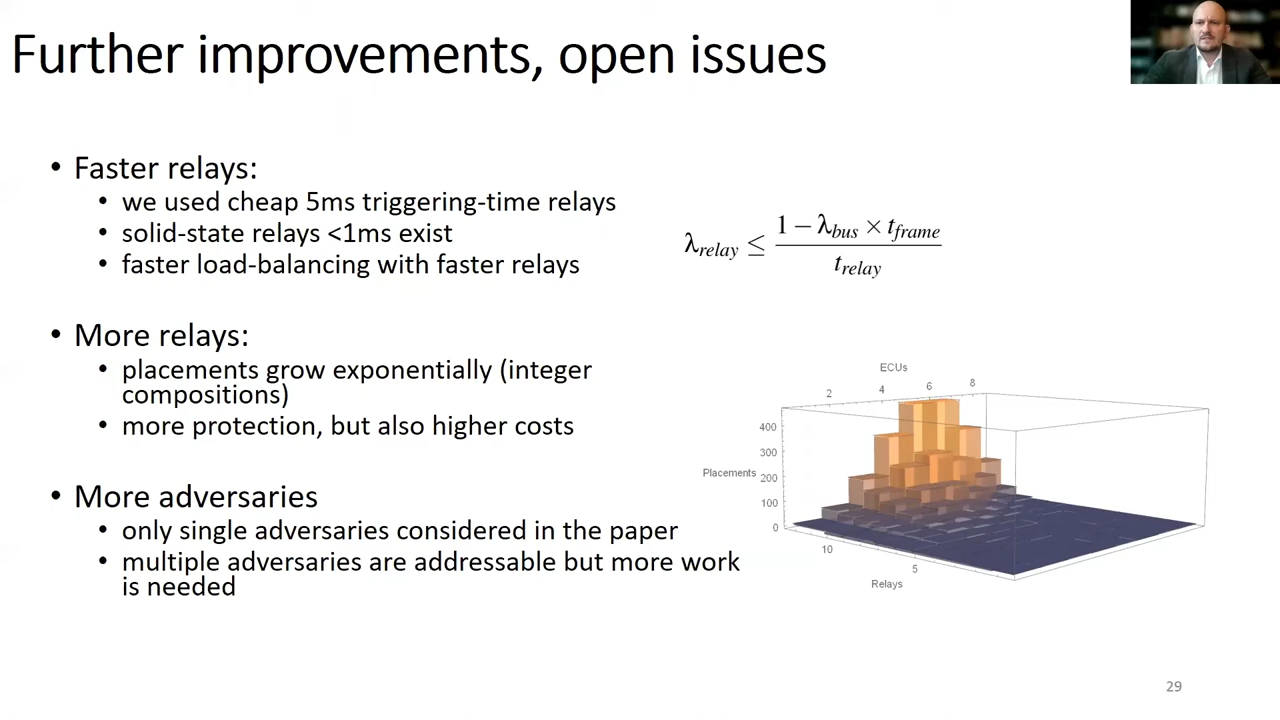 Further improvements, open issues
• Faster relays:
• we used cheap 5ms triggering-time relays
• solid-state relays <1ms exist
• faster load-balancing with faster relays
λrelay ≤ (1 − λbus × tframe) / trelay
• More relays:
• placements grow exponentially (integer
compositions)
• more protection, but also higher costs
• More adversaries
• only single adversaries considered in the paper
• multiple adversaries are addressable but more work
is needed
ECUs
2 4 6 8
400
300
Placements 200
100
0
10
5
Relays
29